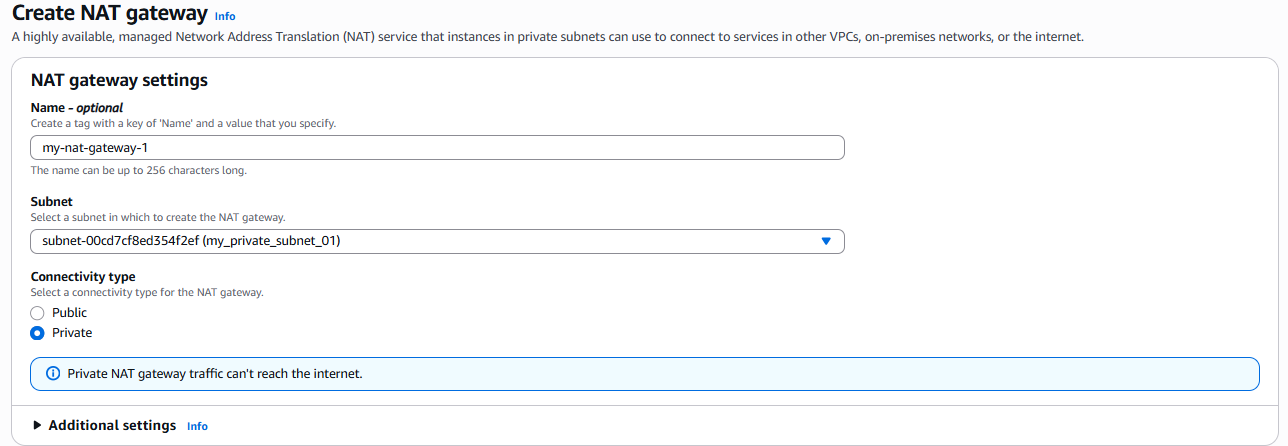 Create NAT gateway Info
A highly available, managed Network Address Translation (NAT) service that instances in private subnets can use to connect to services in other VPCs, on-premises networks, or the internet.
NAT gateway settings
Name - optional
Create a tag with a key of 'Name' and a value that you specify.
my-nat-gateway-1
The name can be up to 256 characters long.
Subnet
Select a subnet in which to create the NAT gateway.
subnet-00cd7cf8ed354f2ef (my_private_subnet_01)
Connectivity type
Select a connectivity type for the NAT gateway.
Public
Private
Private NAT gateway traffic can't reach the internet.
Additional settings Info